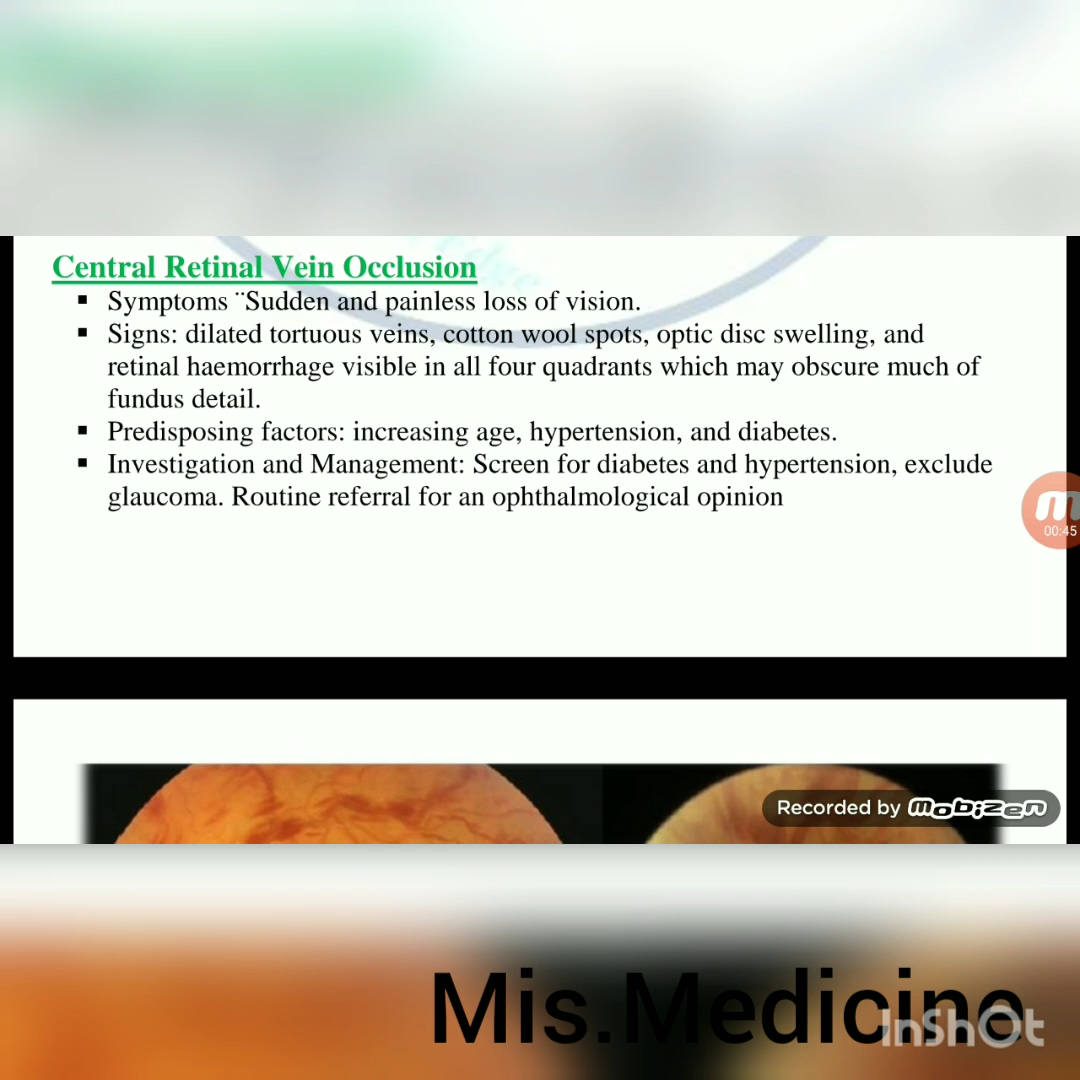 Central Retinal Vein Occlusion
▪ Symptoms ¨Sudden and painless loss of vision.
▪ Signs: dilated tortuous veins, cotton wool spots, optic disc swelling, and
retinal haemorrhage visible in all four quadrants which may obscure much of
fundus detail.
▪ Predisposing factors: increasing age, hypertension, and diabetes.
▪ Investigation and Management: Screen for diabetes and hypertension, exclude
glaucoma. Routine referral for an ophthalmological opinion
00:45
Recorded by mobizen
Mis.Medicino
InShOt